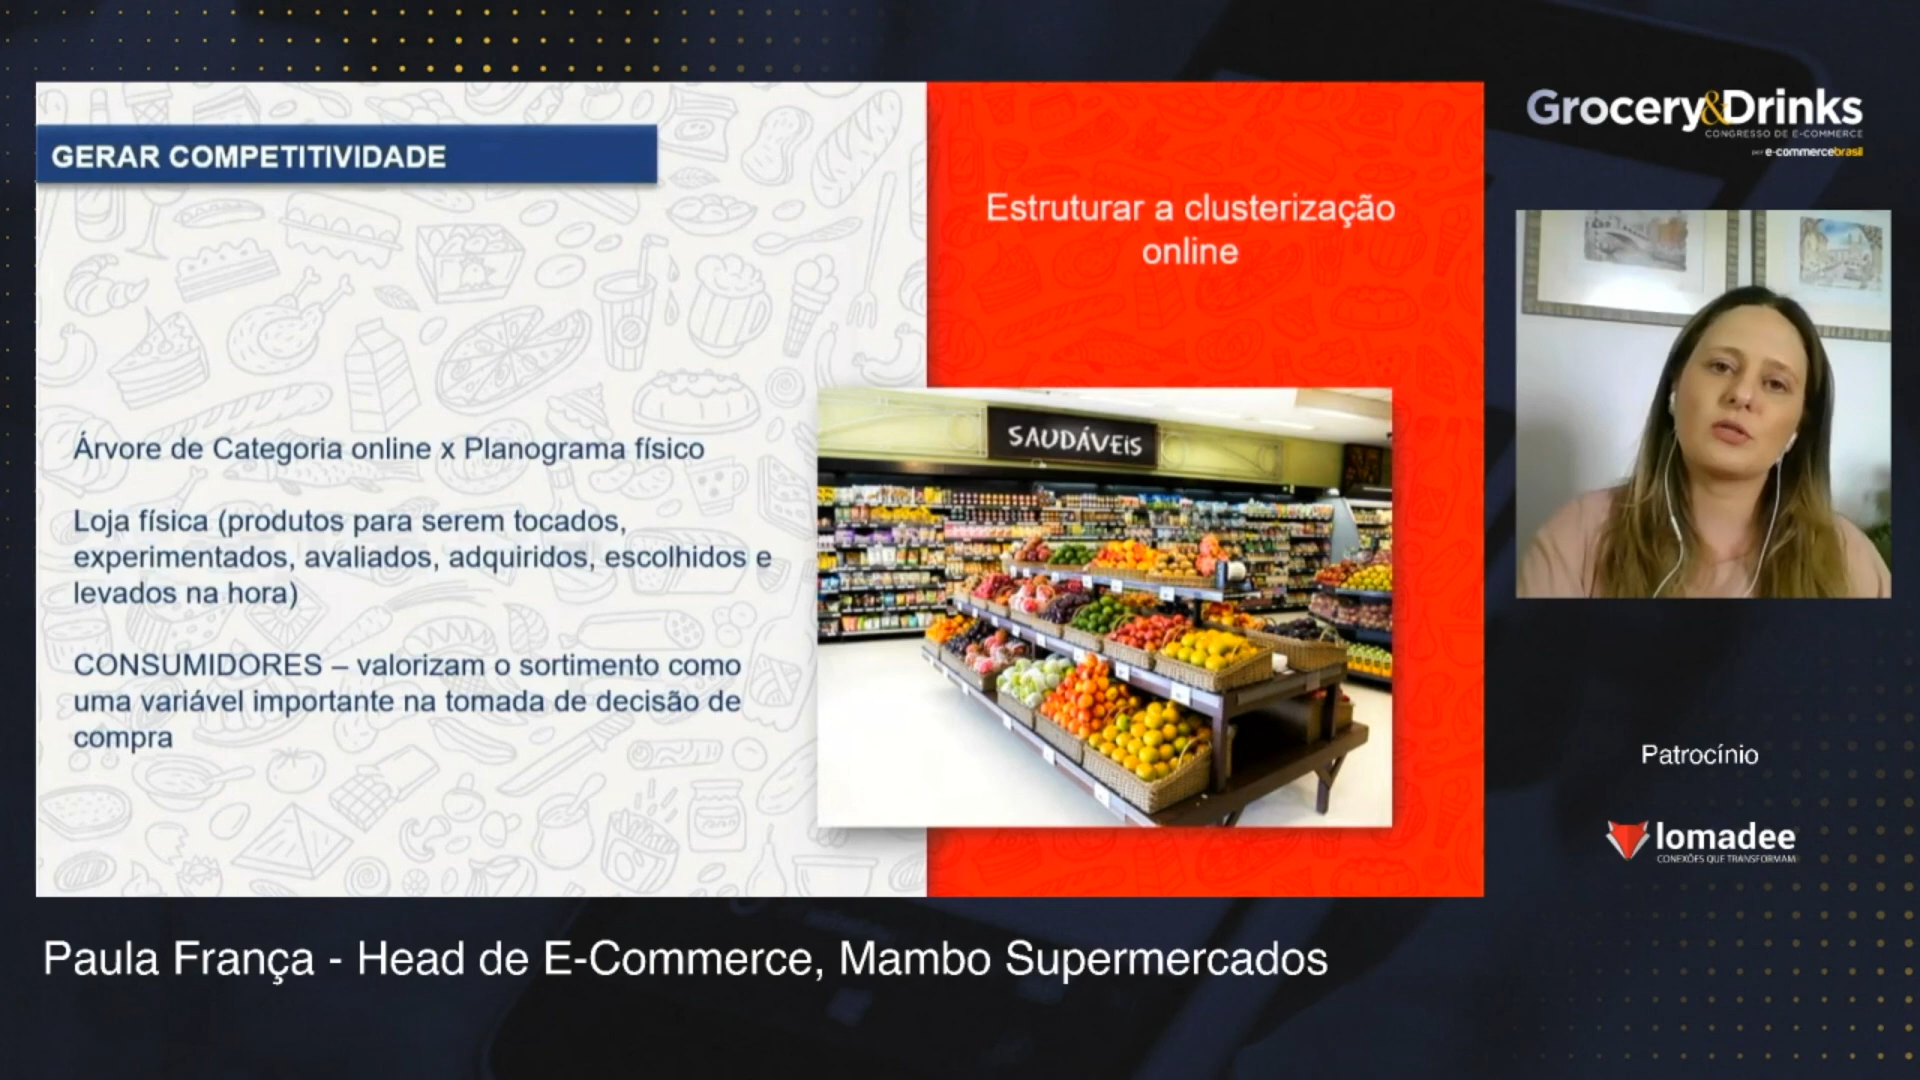 GERAR COMPETITIVIDADE
Árvore de Categoria online x Planograma físico
Loja física (produtos para serem tocados,
experimentados, avaliados, adquiridos, escolhidos e
levados na hora)
CONSUMIDORES – valorizam o sortimento como
uma variável importante na tomada de decisão de
compra
Estruturar a clusterização
online
SAUDÁVEIS
Grocery&Drinks
CONGRESSO DE E-COMMERCE
por e-commercebrasil
Patrocínio
lomadee
CONEXÕES QUE TRANSFORMAM
Paula França - Head de E-Commerce, Mambo Supermercados